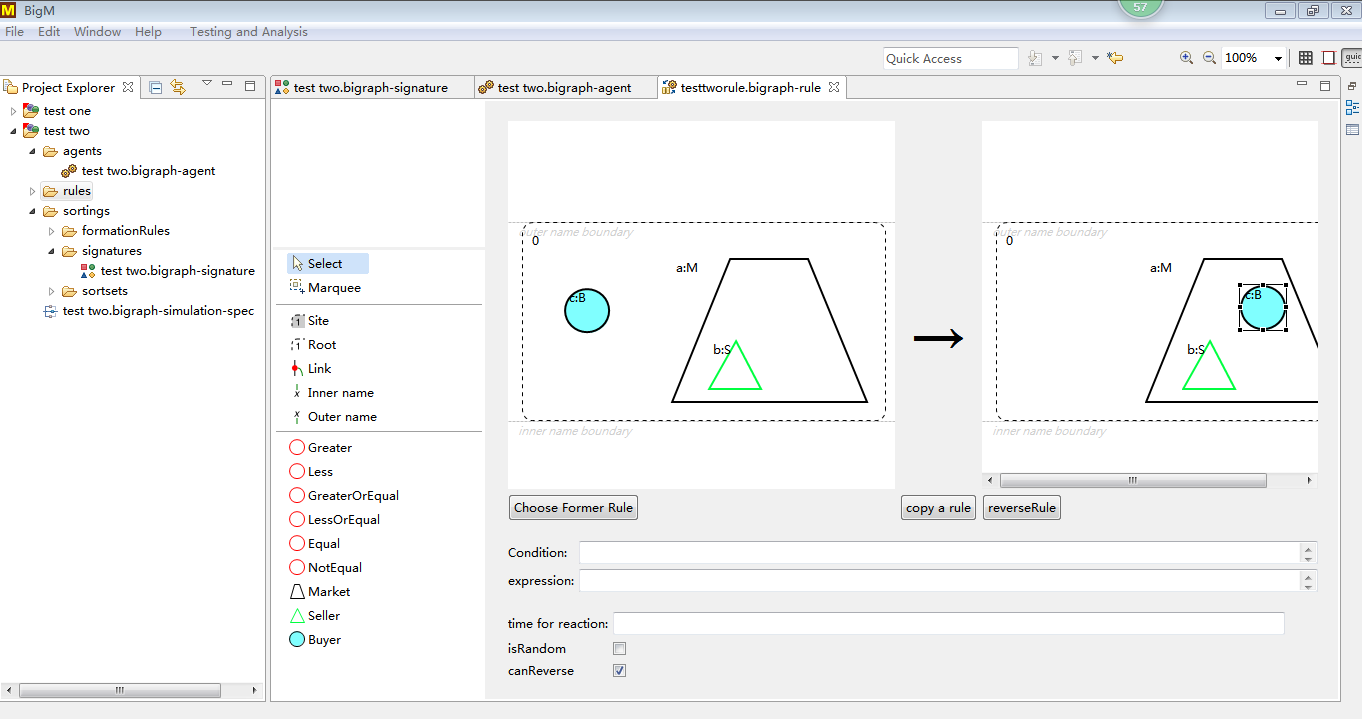 M BigM
57
File Edit Window Help Testing and Analysis
Quick Access
100%
guic
Project Explorer
test one
test two
agents
test two.bigraph-agent
rules
sortings
formationRules
signatures
test two.bigraph-signature
sortsets
test two.bigraph-simulation-spec
test two.bigraph-signature
test two.bigraph-agent
testtworule.bigraph-rule
Select
Marquee
Site
Root
Link
Inner name
Outer name
Greater
Less
GreaterOrEqual
LessOrEqual
Equal
NotEqual
Market
Seller
Buyer
outer name boundary
0
a:M
c:B
b:S
inner name boundary
outer name boundary
0
a:M
c:B
b:S
inner name boundary
Choose Former Rule
copy a rule
reverseRule
Condition:
expression:
time for reaction:
isRandom
canReverse